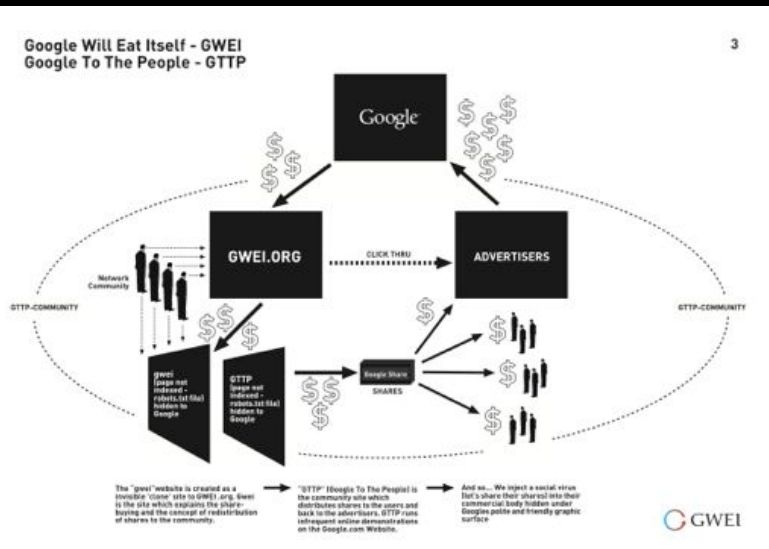 Google Will Eat Itself - GWEI
Google To The People - GTTP
3
Google
GWEI.ORG
CLICK THRU
ADVERTISERS
Network
Community
GTTP-COMMUNITY
GTTP-COMMUNITY
gwei
[page not
indexed -
robots.txt file]
hidden to
Google
GTTP
[page not
indexed -
robots.txt file]
hidden to
Google
Google Share
SHARES
The "gwei"website is created as a
invisible 'clone' site to GWEI.org. Gwei
is the site which explains the share-
buying and the concept of redistribution
of shares to the community.
"GTTP" [Google To The People] is
the community site which
distributes shares to the users and
back to the advertisers. GTTP runs
infrequent online demonstrations
on the Google.com Website.
And so... We inject a social virus
[let's share their shares] into their
commercial body hidden under
Googles polite and friendly graphic
surface
GWEI